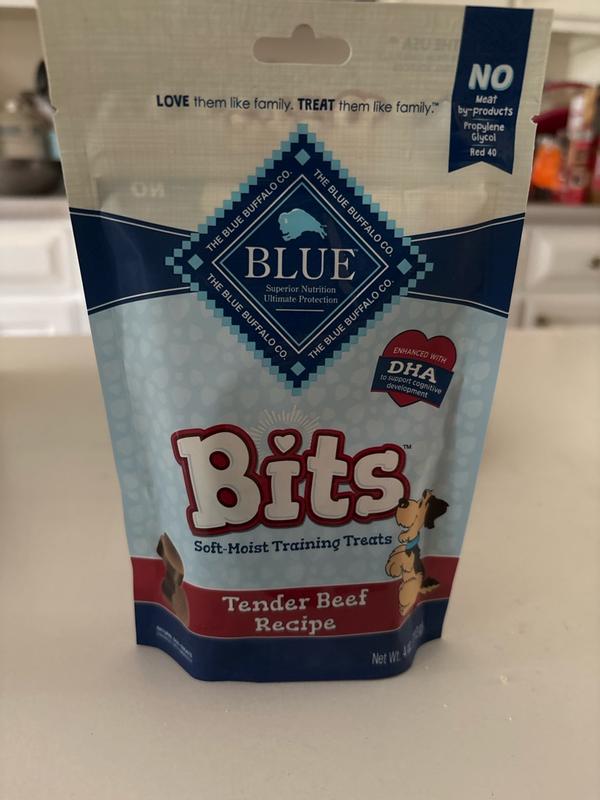 LOVE them like family. TREAT them like family.™
NO
Meat
by-products
Propylene
Glycol
Red 40
THE BLUE BUFFALO CO.
THE BLUE BUFFALO CO.
BLUE™
Superior Nutrition
Ultimate Protection
THE BLUE BUFFALO CO.
THE BLUE BUFFALO CO.
ENHANCED WITH
DHA
to support cognitive
development
Bits™
Soft-Moist Training Treats
Tender Beef
Recipe
Net Wt. 4